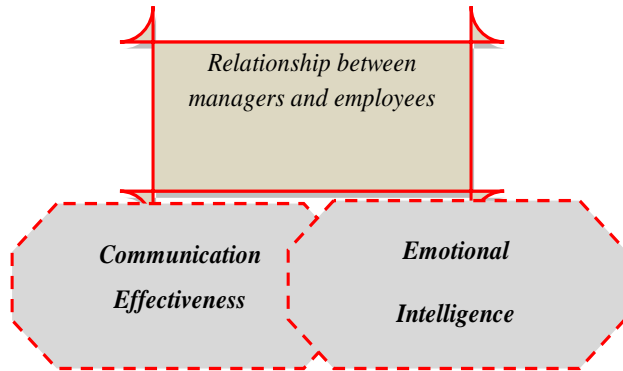 Relationship between
managers and employees
Communication
Effectiveness
Emotional
Intelligence